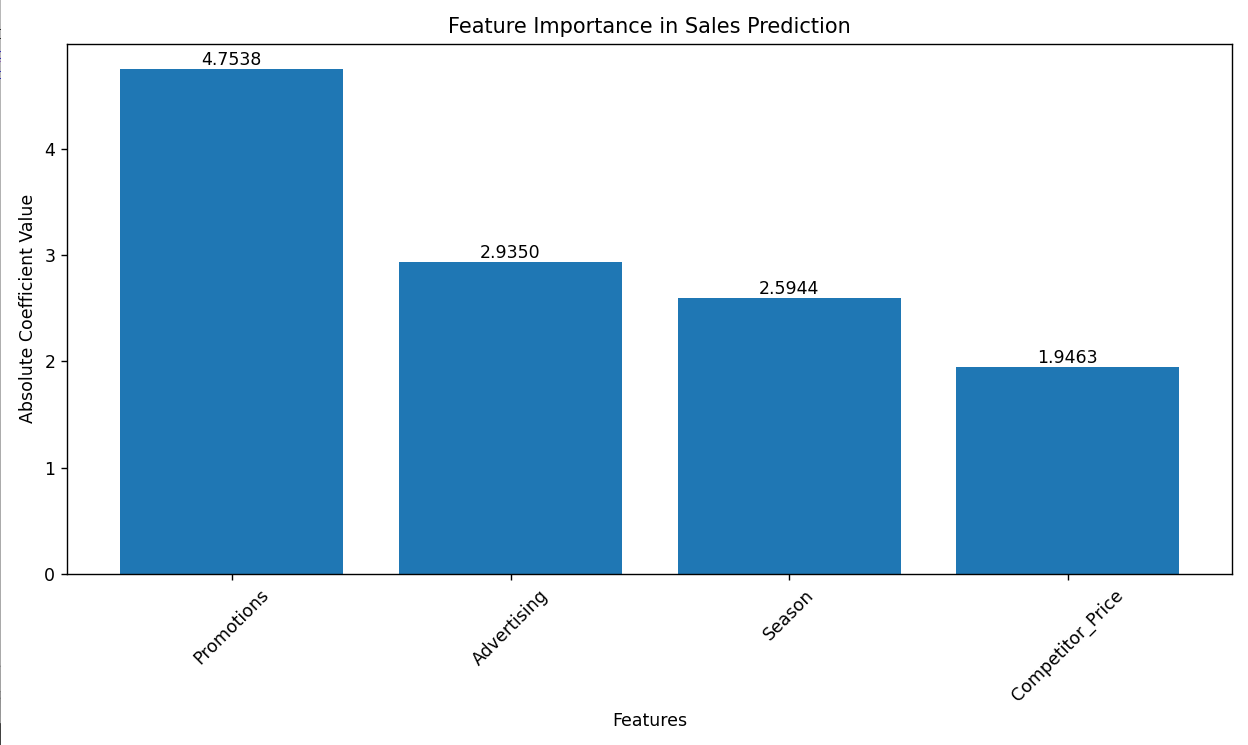 Feature Importance in Sales Prediction
4.7538
2.9350
2.5944
1.9463
Absolute Coefficient Value
4
3
2
1
0
Promotions
Advertising
Season
Competitor_Price
Features